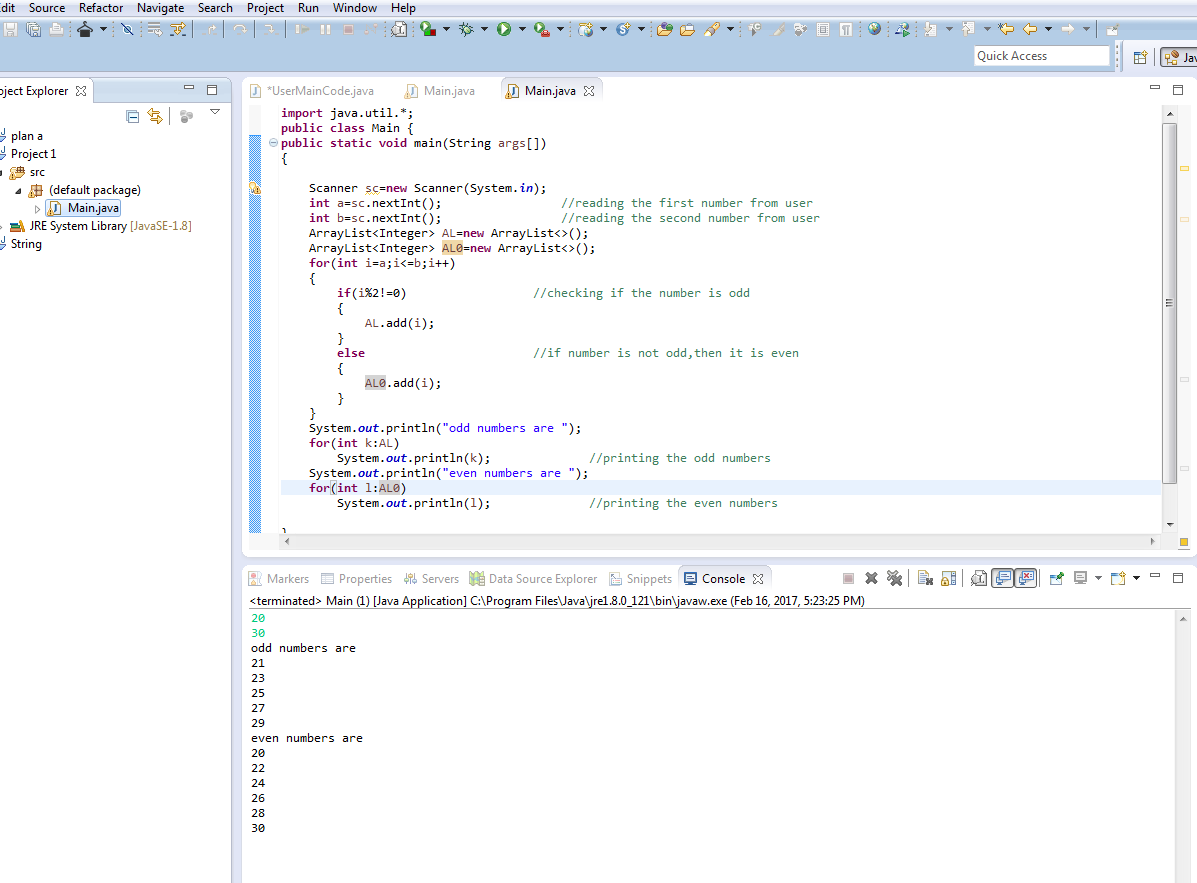 dit Source Refactor Navigate Search Project Run Window Help
Quick Access
Jav
oject Explorer
*UserMainCode.java Main.java Main.java
plan a
Project 1
src
(default package)
Main.java
JRE System Library [JavaSE-1.8]
String
import java.util.*;
public class Main {
public static void main(String args[])
{
Scanner sc=new Scanner(System.in);
int a=sc.nextInt(); //reading the first number from user
int b=sc.nextInt(); //reading the second number from user
ArrayList<Integer> AL=new ArrayList<>();
ArrayList<Integer> AL0=new ArrayList<>();
for(int i=a;i<=b;i++)
{
if(i%2!=0) //checking if the number is odd
{
AL.add(i);
}
else //if number is not odd,then it is even
{
AL0.add(i);
}
}
System.out.println("odd numbers are ");
for(int k:AL)
System.out.println(k); //printing the odd numbers
System.out.println("even numbers are ");
for(int l:AL0)
System.out.println(l); //printing the even numbers
}
Markers Properties Servers Data Source Explorer Snippets Console
<terminated> Main (1) [Java Application] C:\Program Files\Java\jre1.8.0_121\bin\javaw.exe (Feb 16, 2017, 5:23:25 PM)
20
30
odd numbers are
21
23
25
27
29
even numbers are
20
22
24
26
28
30